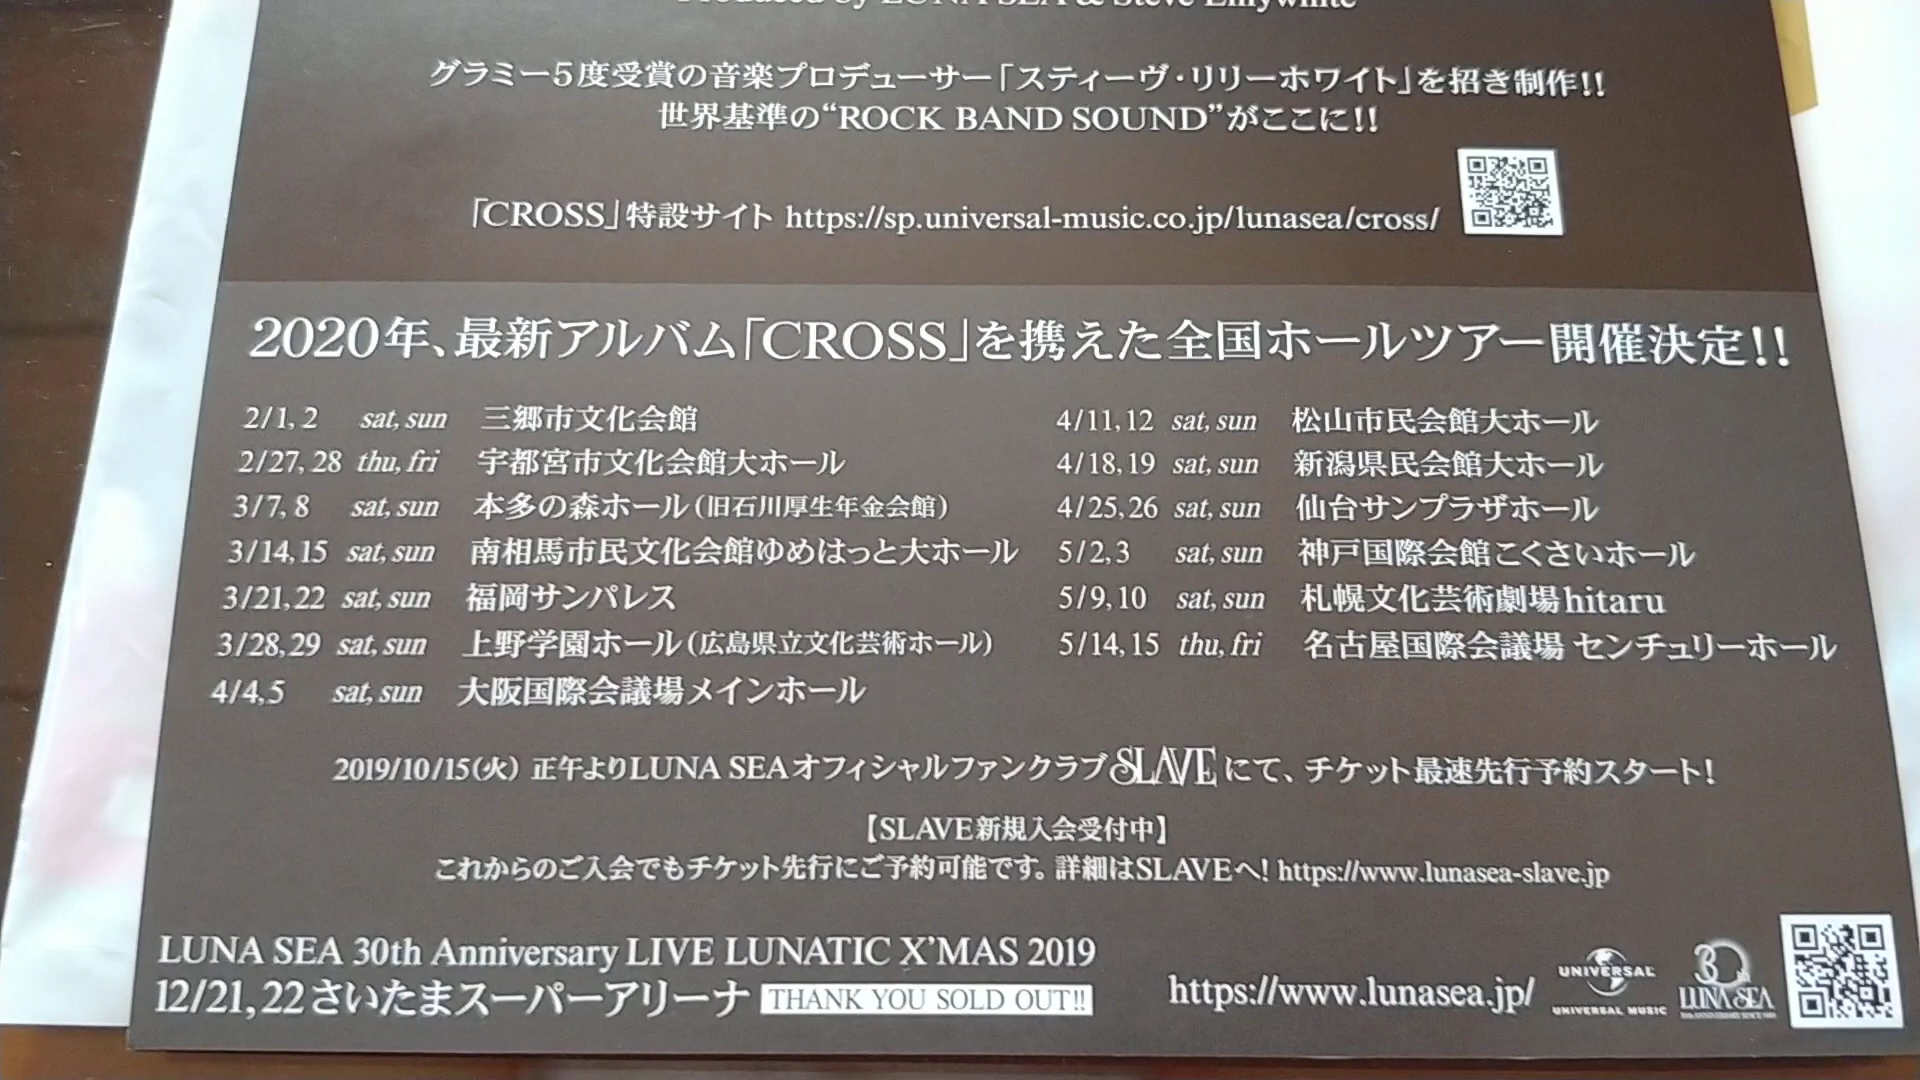 Produced by LUNA SEA & Steve Lillywhite
グラミー5度受賞の音楽プロデューサー「スティーヴ・リリーホワイト」を招き制作!!
世界基準の“ROCK BAND SOUND”がここに!!
「CROSS」特設サイト https://sp.universal-music.co.jp/lunasea/cross/
2020年、最新アルバム「CROSS」を携えた全国ホールツアー開催決定!!
2/1, 2 sat, sun 三郷市文化会館
2/27, 28 thu, fri 宇都宮市文化会館大ホール
3/7, 8 sat, sun 本多の森ホール（旧石川厚生年金会館）
3/14, 15 sat, sun 南相馬市民文化会館ゆめはっと大ホール
3/21, 22 sat, sun 福岡サンパレス
3/28, 29 sat, sun 上野学園ホール（広島県立文化芸術ホール）
4/4, 5 sat, sun 大阪国際会議場メインホール
4/11, 12 sat, sun 松山市民会館大ホール
4/18, 19 sat, sun 新潟県民会館大ホール
4/25, 26 sat, sun 仙台サンプラザホール
5/2, 3 sat, sun 神戸国際会館こくさいホール
5/9, 10 sat, sun 札幌文化芸術劇場hitaru
5/14, 15 thu, fri 名古屋国際会議場 センチュリーホール
2019/10/15(火) 正午よりLUNA SEAオフィシャルファンクラブSLAVEにて、チケット最速先行予約スタート!
【SLAVE新規入会受付中】
これからのご入会でもチケット先行にご予約可能です。詳細はSLAVEへ! https://www.lunasea-slave.jp
LUNA SEA 30th Anniversary LIVE LUNATIC X'MAS 2019
12/21, 22さいたまスーパーアリーナ THANK YOU SOLD OUT!!
https://www.lunasea.jp/
UNIVERSAL
UNIVERSAL MUSIC
30th
LUNA SEA